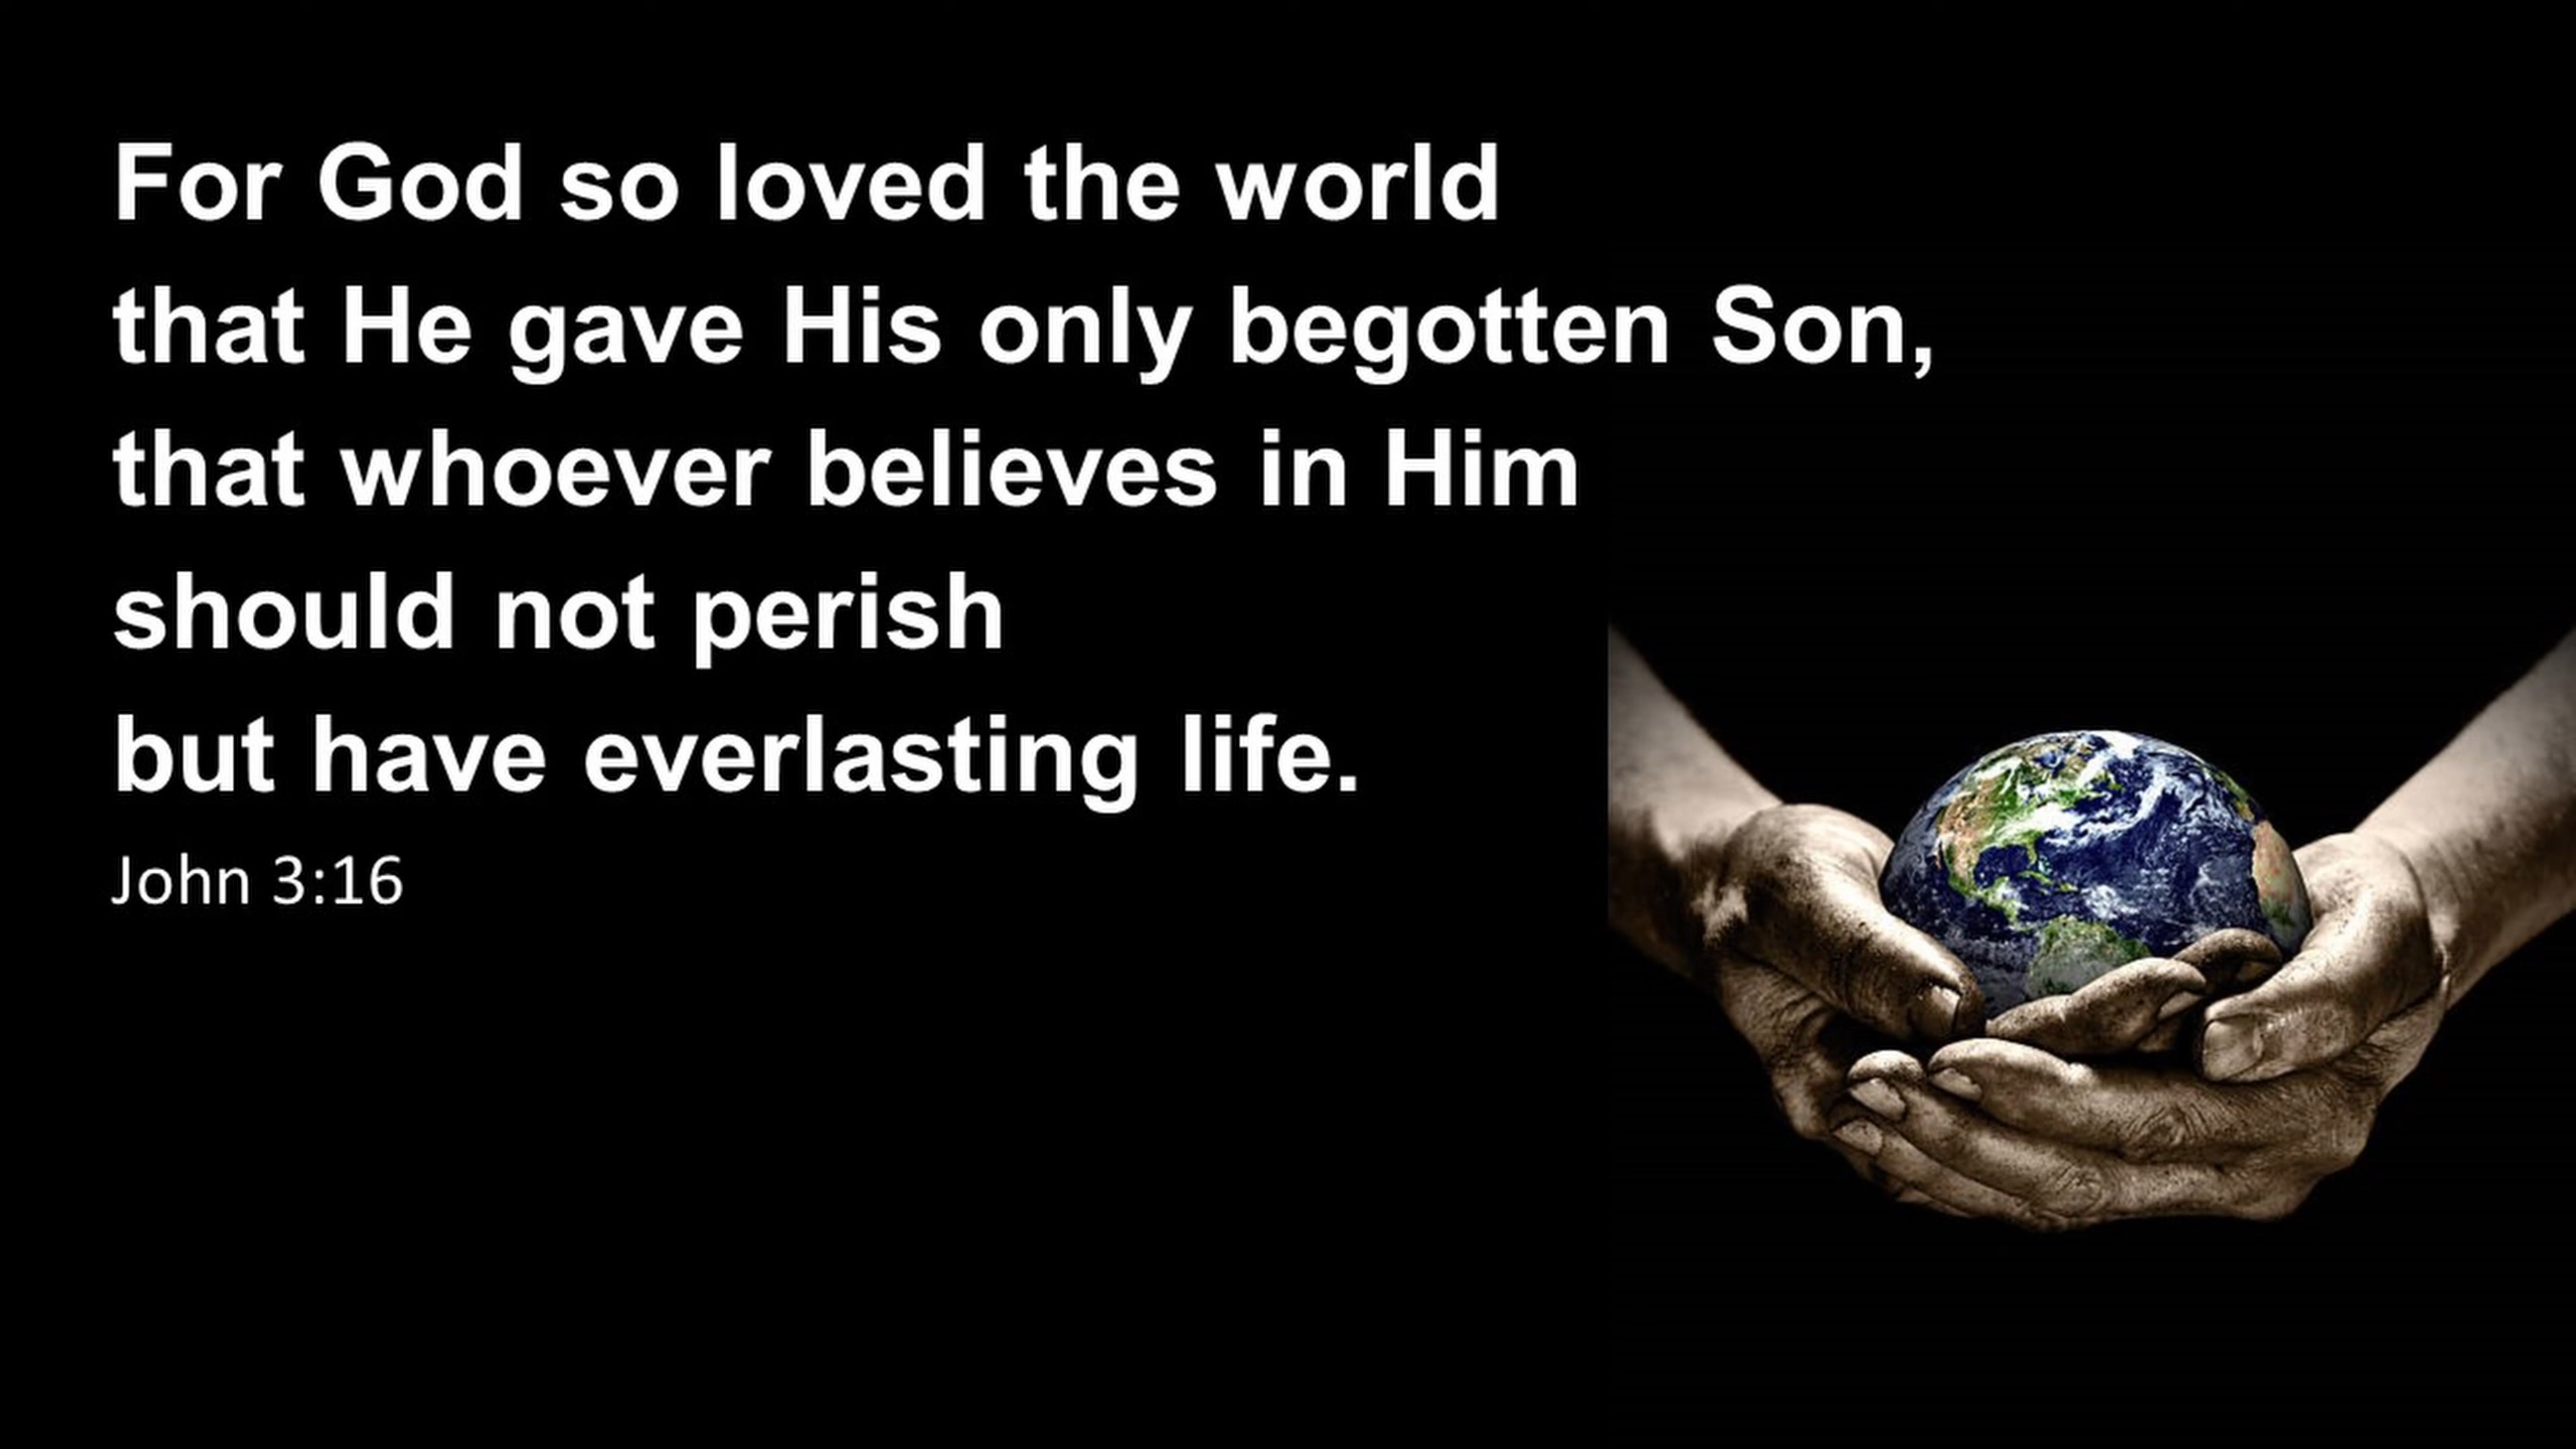 For God so loved the world
that He gave His only begotten Son,
that whoever believes in Him
should not perish
but have everlasting life.
John 3:16